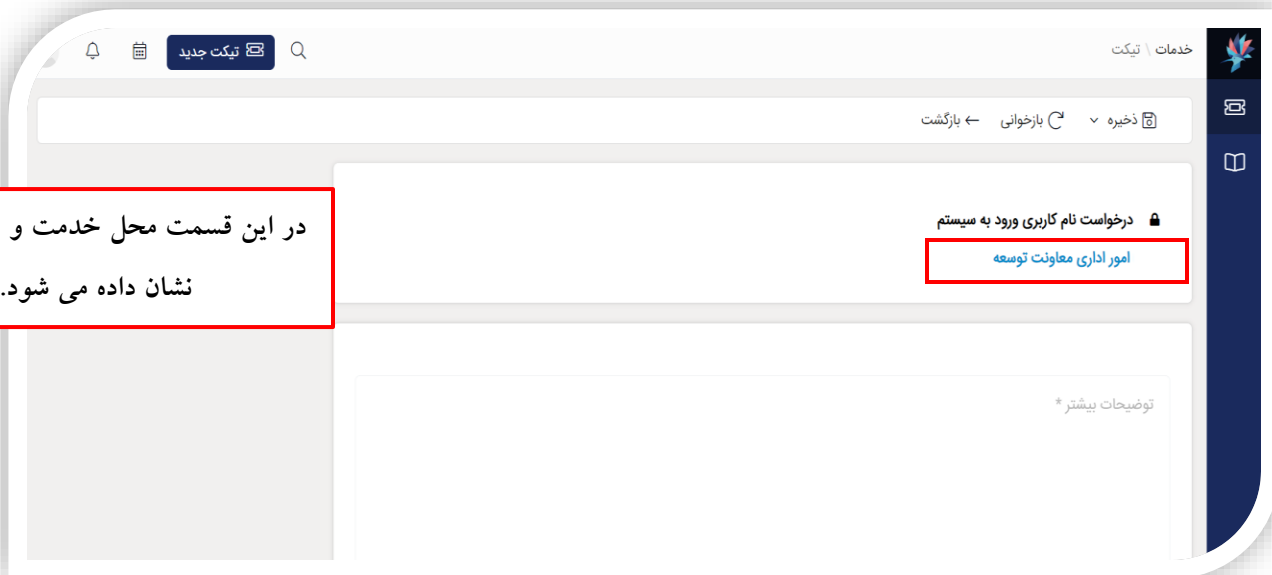 خدمات \ تیکت
تیکت جدید
ذخیره
بازخوانی
بازگشت
درخواست نام کاربری ورود به سیستم
امور اداری معاونت توسعه
در این قسمت محل خدمت و
نشان داده می شود.
توضیحات بیشتر *